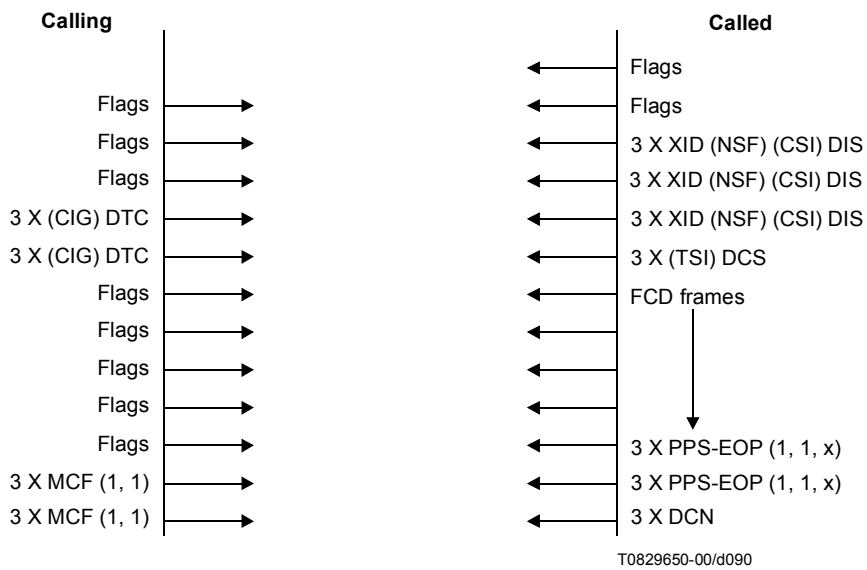 Calling
Called
Flags
Flags
Flags
Flags
3 X XID (NSF) (CSI) DIS
Flags
3 X XID (NSF) (CSI) DIS
3 X (CIG) DTC
3 X XID (NSF) (CSI) DIS
3 X (CIG) DTC
3 X (TSI) DCS
Flags
FCD frames
Flags
Flags
Flags
Flags
3 X PPS-EOP (1, 1, x)
3 X MCF (1, 1)
3 X PPS-EOP (1, 1, x)
3 X MCF (1, 1)
3 X DCN
T0829650-00/d090